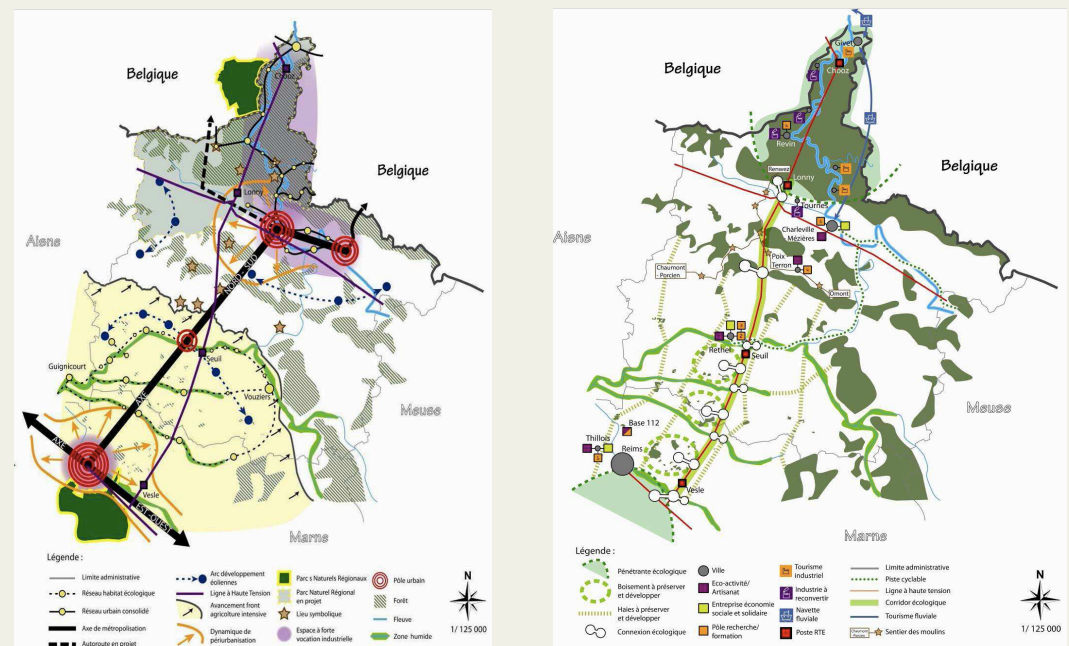 Belgique
Chooz
Belgique
Lonny
Aisne
NORD - SUD
Guignicourt
Seuil
Vouziers
AXE
Meuse
AXE
Vesle
EST-OUEST
Marne
Légende :
Limite administrative
Réseau habitat écologique
Réseau urbain consolidé
Axe de métropolisation
Autoroute en projet
Arc développement
éoliennes
Ligne à Haute Tension
Avancement front
agriculture intensive
Dynamique de
périurbanisation
Parc s Naturels Régionaux
Parc Naturel Régional
en projet
Lieu symbolique
Espace à forte
vocation industrielle
Pôle urbain
Forêt
Fleuve
Zone humide
N
1/ 125 000
Givet
Belgique
Chooz
Revin
Belgique
Renwez
Lonny
Tournes
Charleville
Mézières
Aisne
Poix
Terron
Chaumont
- Porcien
Omont
Rethel
Seuil
Meuse
Base 112
Thillois
Reims
Vesle
Marne
Légende :
Pénétrante écologique
Boisement à préserver
et développer
Haies à préserver
et développer
Connexion écologique
Ville
Eco-activité/
Artisanat
Entreprise économie
sociale et solidaire
Pôle recherche/
formation
Tourisme
industriel
Industrie à
reconvertir
Navette
fluviale
Poste RTE
Limite administrative
Piste cyclable
Ligne à haute tension
Corridor écologique
Tourisme fluviale
Chaumont
- Porcien
Sentier des moulins
N
1/ 125 000